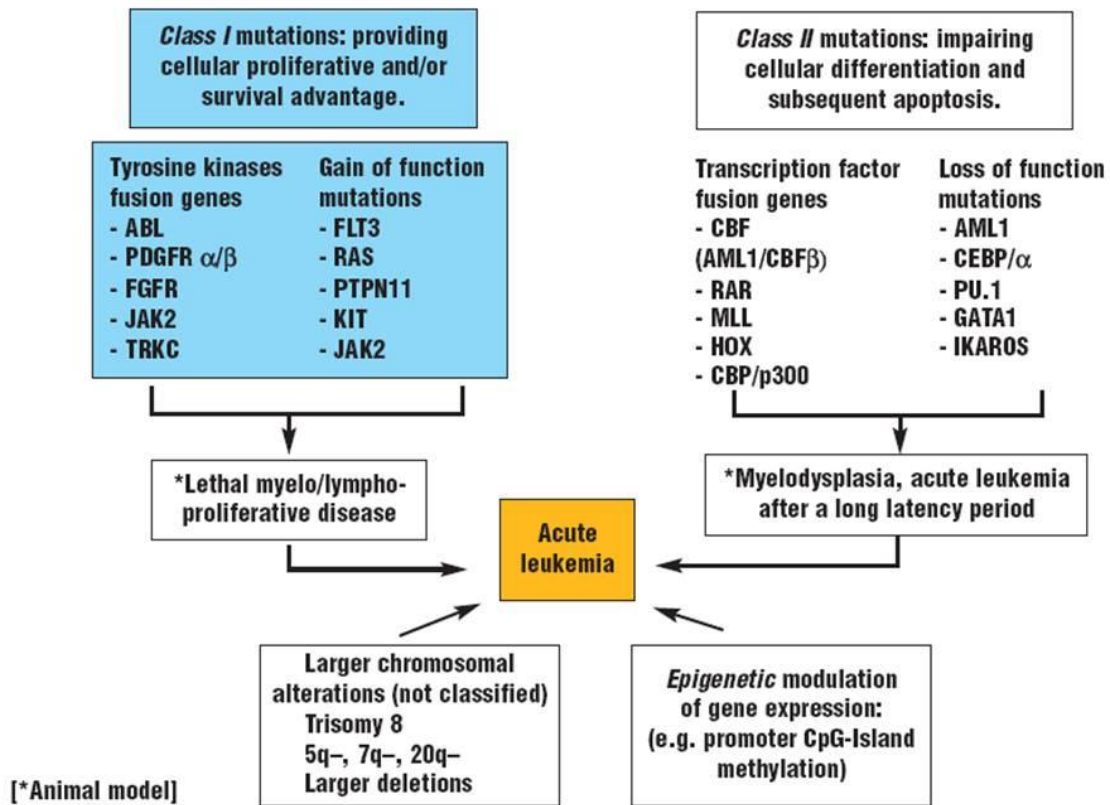 Class I mutations: providing
cellular proliferative and/or
survival advantage.
Class II mutations: impairing
cellular differentiation and
subsequent apoptosis.
Tyrosine kinases
fusion genes
- ABL
- PDGFR α/β
- FGFR
- JAK2
- TRKC
Gain of function
mutations
- FLT3
- RAS
- PTPN11
- KIT
- JAK2
Transcription factor
fusion genes
- CBF
(AML1/CBFβ)
- RAR
- MLL
- HOX
- CBP/p300
Loss of function
mutations
- AML1
- CEBP/α
- PU.1
- GATA1
- IKAROS
*Lethal myelo/lympho-
proliferative disease
*Myelodysplasia, acute leukemia
after a long latency period
Acute
leukemia
Larger chromosomal
alterations (not classified)
Trisomy 8
5q–, 7q–, 20q–
Larger deletions
Epigenetic modulation
of gene expression:
(e.g. promoter CpG-Island
methylation)
[*Animal model]